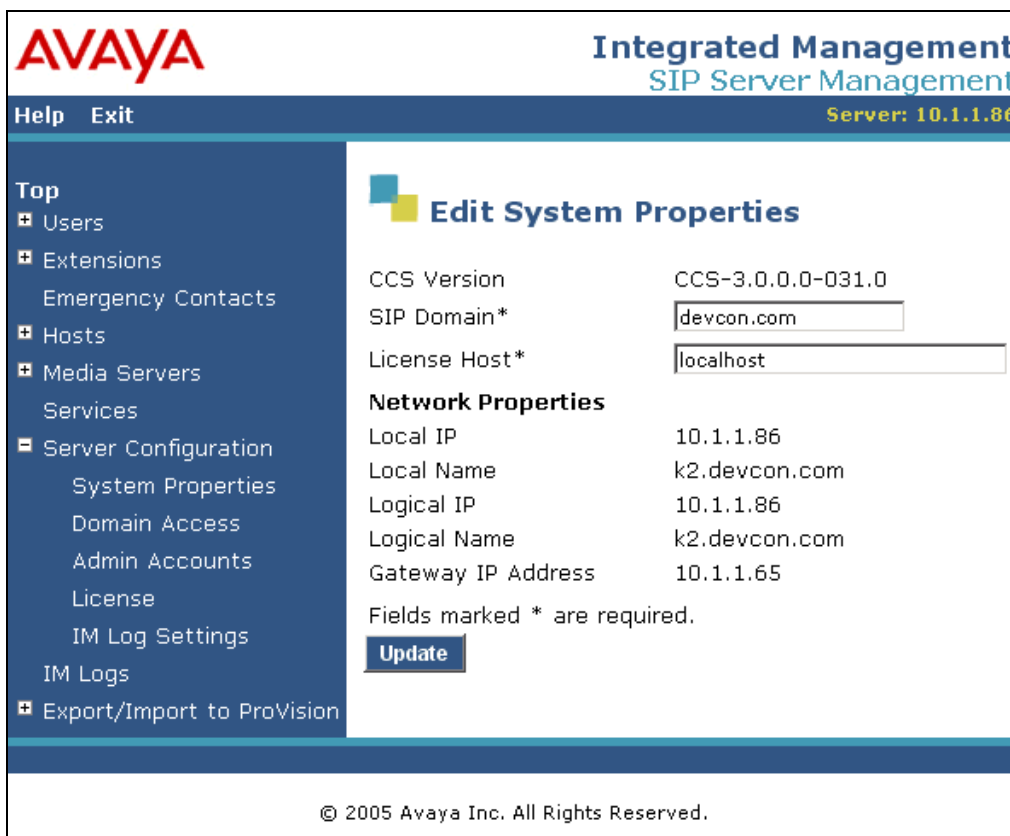 AVAYA
Integrated Management
SIP Server Management
Help Exit
Server: 10.1.1.86
Top
Users
Extensions
Emergency Contacts
Hosts
Media Servers
Services
Server Configuration
System Properties
Domain Access
Admin Accounts
License
IM Log Settings
IM Logs
Export/Import to ProVision
Edit System Properties
CCS Version CCS-3.0.0.0-031.0
SIP Domain* devcon.com
License Host* localhost
Network Properties
Local IP 10.1.1.86
Local Name k2.devcon.com
Logical IP 10.1.1.86
Logical Name k2.devcon.com
Gateway IP Address 10.1.1.65
Fields marked * are required.
Update
© 2005 Avaya Inc. All Rights Reserved.